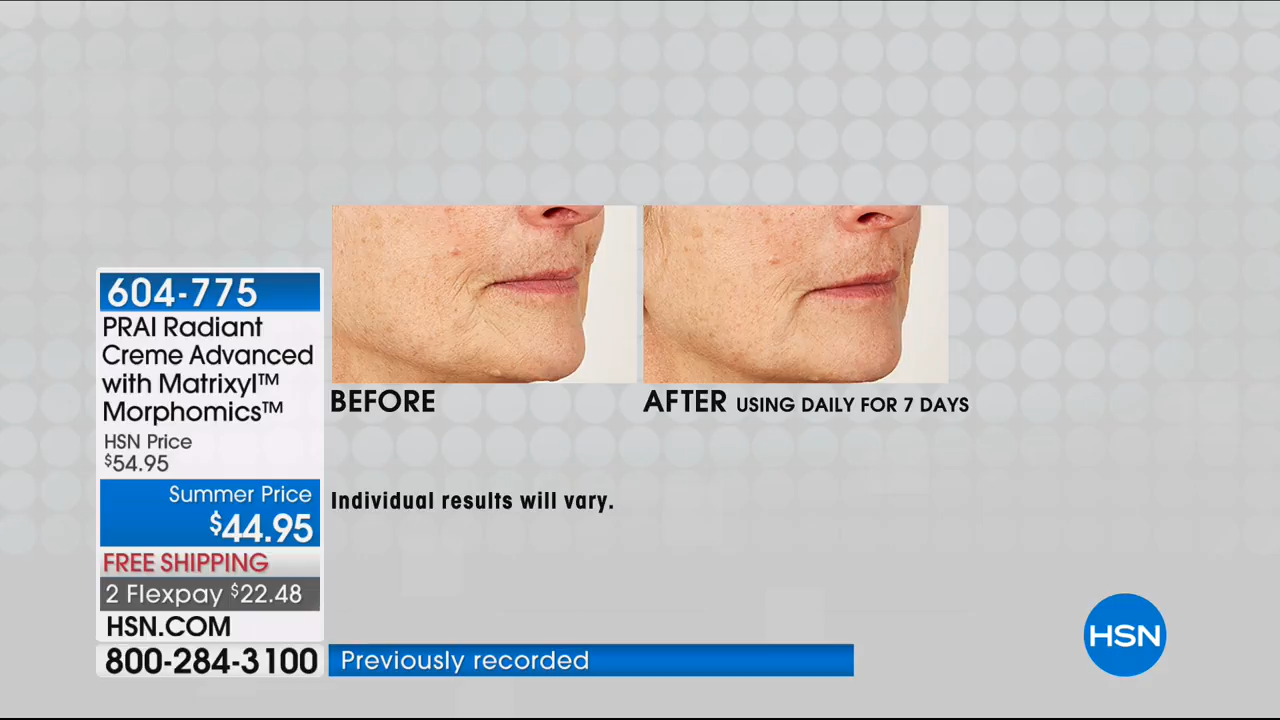 604-775
PRAI Radiant
Creme Advanced
with Matrixyl™
Morphomics™
HSN Price
$54.95
Summer Price
$44.95
FREE SHIPPING
2 Flexpay $22.48
HSN.COM
800-284-3100
BEFORE
AFTER USING DAILY FOR 7 DAYS
Individual results will vary.
Previously recorded
HSN